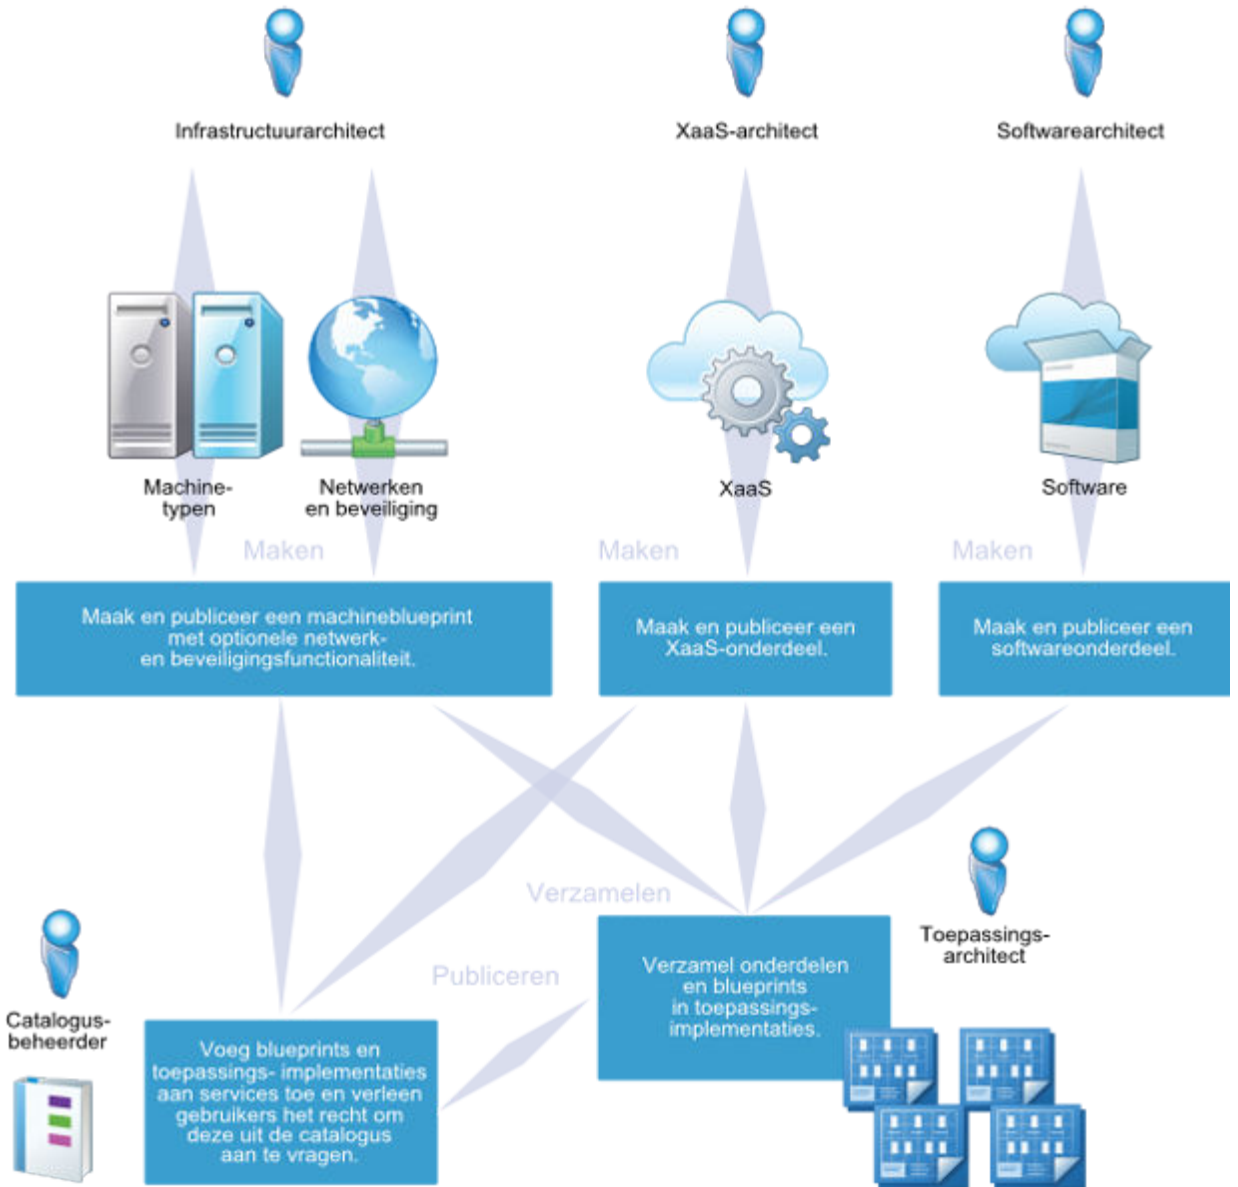 Infrastructuurarchitect
XaaS-architect
Softwarearchitect
Machine-
typen
Netwerken
en beveiliging
XaaS
Software
Maken
Maken
Maken
Maak en publiceer een machineblueprint
met optionele netwerk-
en beveiligingsfunctionaliteit.
Maak en publiceer een
XaaS-onderdeel.
Maak en publiceer een
softwareonderdeel.
Verzamelen
Toepassings-
architect
Publiceren
Verzamel onderdelen
en blueprints
in toepassings-
implementaties.
Catalogus-
beheerder
Voeg blueprints en
toepassings- implementaties
aan services toe en verleen
gebruikers het recht om
deze uit de catalogus
aan te vragen.